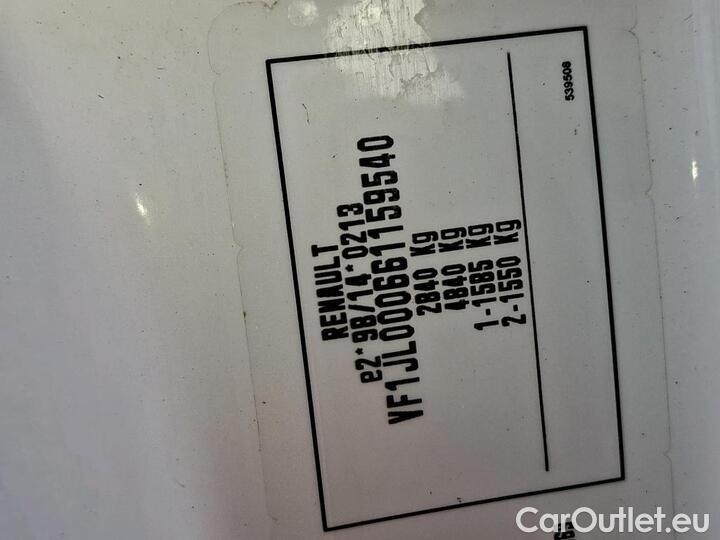 RENAULT
e2*98/14*0213
VF1JL000661159540
2840 Kg
4840 Kg
1-1585 Kg
2-1550 Kg
539508
CarOutlet.eu